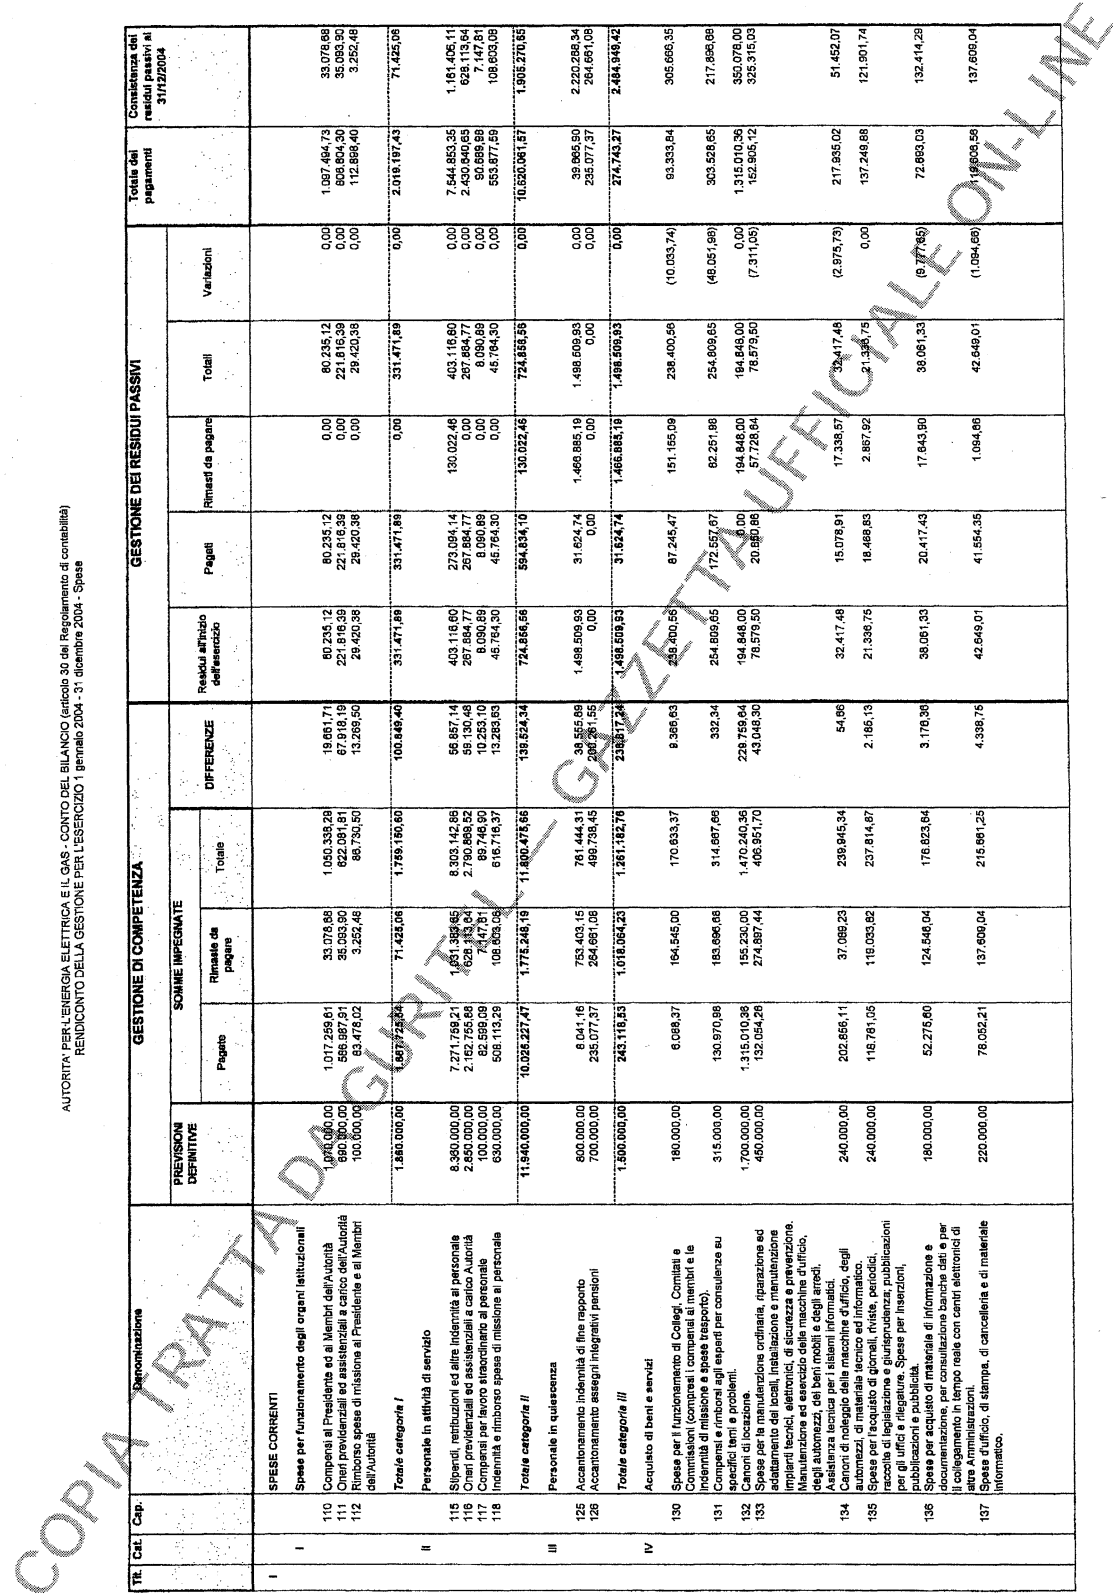 AUTORITA' PER L'ENERGIA ELETTRICA E IL GAS - CONTO DEL BILANCIO (articolo 30 del Regolamento di contabilità)
RENDICONTO DELLA GESTIONE PER L'ESERCIZIO 1 gennaio 2004 - 31 dicembre 2004 - Spese
GESTIONE DI COMPETENZA GESTIONE DEI RESIDUI PASSIVI
Tit. Cat. Cap. Denominazione PREVISIONI DEFINITIVE SOMME IMPEGNATE DIFFERENZE Residui all'inizio dell'esercizio Pagati Rimasti da pagare Totali Variazioni Totale dei pagamenti Consistenza dei residui passivi al 31/12/2004
Pagate Rimaste da pagare Totale
I SPESE CORRENTI
I Spese per funzionamento degli organi istituzionali
110 Compensi al Presidente ed ai Membri dell'Autorità 1.070.000,00 1.017.259,61 33.078,68 1.050.338,29 19.661,71 80.235,12 80.235,12 0,00 80.235,12 0,00 1.097.494,73 33.078,68
111 Oneri previdenziali ed assistenziali a carico dell'Autorità 690.000,00 586.987,91 35.093,90 622.081,81 67.918,19 221.816,39 221.816,39 0,00 221.816,39 0,00 808.804,30 35.093,90
112 Rimborso spese di missione al Presidente e ai Membri 100.000,00 83.478,02 3.252,48 86.730,50 13.269,50 29.420,38 29.420,38 0,00 29.420,38 0,00 112.898,40 3.252,48
dell'Autorità
Totale categoria I 1.860.000,00 1.687.725,54 71.425,06 1.759.150,60 100.849,40 331.471,89 331.471,89 0,00 331.471,89 0,00 2.019.197,43 71.425,06
II Personale in attività di servizio
115 Stipendi, retribuzioni ed altre indennità al personale 8.360.000,00 7.271.759,21 1.031.383,65 8.303.142,86 56.857,14 403.116,60 273.094,14 130.022,46 403.116,60 0,00 7.544.853,35 1.161.406,11
116 Oneri previdenziali ed assistenziali a carico Autorità 2.850.000,00 2.162.755,88 628.113,64 2.790.869,52 59.130,48 267.884,77 267.884,77 0,00 267.884,77 0,00 2.430.640,65 628.113,64
117 Compensi per lavoro straordinario al personale 100.000,00 82.599,09 7.147,81 89.746,90 10.253,10 8.090,89 8.090,89 0,00 8.090,89 0,00 90.689,98 7.147,81
118 Indennità e rimborso spese di missione al personale 630.000,00 508.113,29 108.603,08 616.716,37 13.283,63 45.764,30 45.764,30 0,00 45.764,30 0,00 553.877,59 108.603,08
Totale categoria II 11.940.000,00 10.025.227,47 1.775.248,19 11.800.475,66 139.524,34 724.856,56 594.834,10 130.022,46 724.856,56 0,00 10.620.061,57 1.905.270,65
III Personale in quiescenza
125 Accantonamento indennità di fine rapporto 800.000,00 8.041,16 753.403,15 761.444,31 38.555,69 1.498.509,93 31.624,74 1.466.885,19 1.498.509,93 0,00 39.665,90 2.220.288,34
126 Accantonamento assegni integrativi pensioni 700.000,00 235.077,37 264.661,08 499.738,45 200.261,55 0,00 0,00 0,00 0,00 0,00 235.077,37 264.661,08
Totale categoria III 1.500.000,00 243.118,53 1.018.064,23 1.261.182,76 238.817,24 1.498.509,93 31.624,74 1.466.885,19 1.498.509,93 0,00 274.743,27 2.484.949,42
IV Acquisto di beni e servizi
130 Spese per il funzionamento di Collegi, Comitati e 180.000,00 6.088,37 164.545,00 170.633,37 9.366,63 238.400,56 87.245,47 151.155,09 238.400,56 (10.033,74) 93.333,84 305.666,35
Commissioni (compresi i compensi ai membri e le
indennità di missione e spese trasporto).
131 Compensi e rimborsi agli esperti per consulenze su 315.000,00 130.970,98 183.696,68 314.667,66 332,34 254.809,65 172.557,67 82.251,98 254.809,65 (48.051,98) 303.528,65 217.896,68
specifici temi e problemi.
132 Canoni di locazione. 1.700.000,00 1.315.010,36 155.230,00 1.470.240,36 229.759,64 194.848,00 0,00 194.848,00 194.848,00 0,00 1.315.010,36 350.078,00
133 Spese per la manutenzione ordinaria, riparazione ed 450.000,00 132.054,26 274.897,44 406.951,70 43.048,30 78.579,50 20.850,86 57.728,64 78.579,50 (7.311,05) 152.905,12 325.315,03
adattamento dei locali, installazione e manutenzione
impianti tecnici, elettronici, di sicurezza e prevenzione.
Manutenzione ed esercizio delle macchine d'ufficio,
degli automezzi, dei beni mobili e degli arredi.
Assistenza tecnica per i sistemi informatici.
134 Canoni di noleggio delle macchine d'ufficio, degli 240.000,00 202.856,11 37.089,23 239.945,34 54,66 32.417,48 15.078,91 17.338,57 32.417,48 (2.975,73) 217.935,02 51.452,07
automezzi, di materiale tecnico ed informatico.
135 Spese per l'acquisto di giornali, riviste, periodici, 240.000,00 118.781,05 119.033,82 237.814,87 2.185,13 21.336,75 18.468,83 2.867,92 21.336,75 0,00 137.249,88 121.901,74
raccolte di legislazione e giurisprudenza; pubblicazioni
per gli uffici e rilegature. Spese per inserzioni,
pubblicazioni e pubblicità.
136 Spese per acquisto di materiale di informazione e 180.000,00 52.275,60 124.548,04 176.823,64 3.176,36 38.061,33 20.417,43 17.643,90 38.061,33 (9.777,65) 72.693,03 132.414,29
documentazione, per consultazione banche dati e per
il collegamento in tempo reale con centri elettronici di
altre Amministrazioni.
137 Spese d'ufficio, di stampa, di cancelleria e di materiale 220.000,00 78.052,21 137.609,04 215.661,25 4.338,75 42.649,01 41.554,35 1.094,66 42.649,01 (1.094,66) 119.606,56 137.609,04
informatico.
COPIA TRATTA DA GURITEL _ GAZZETTA UFFICIALE ON-LINE